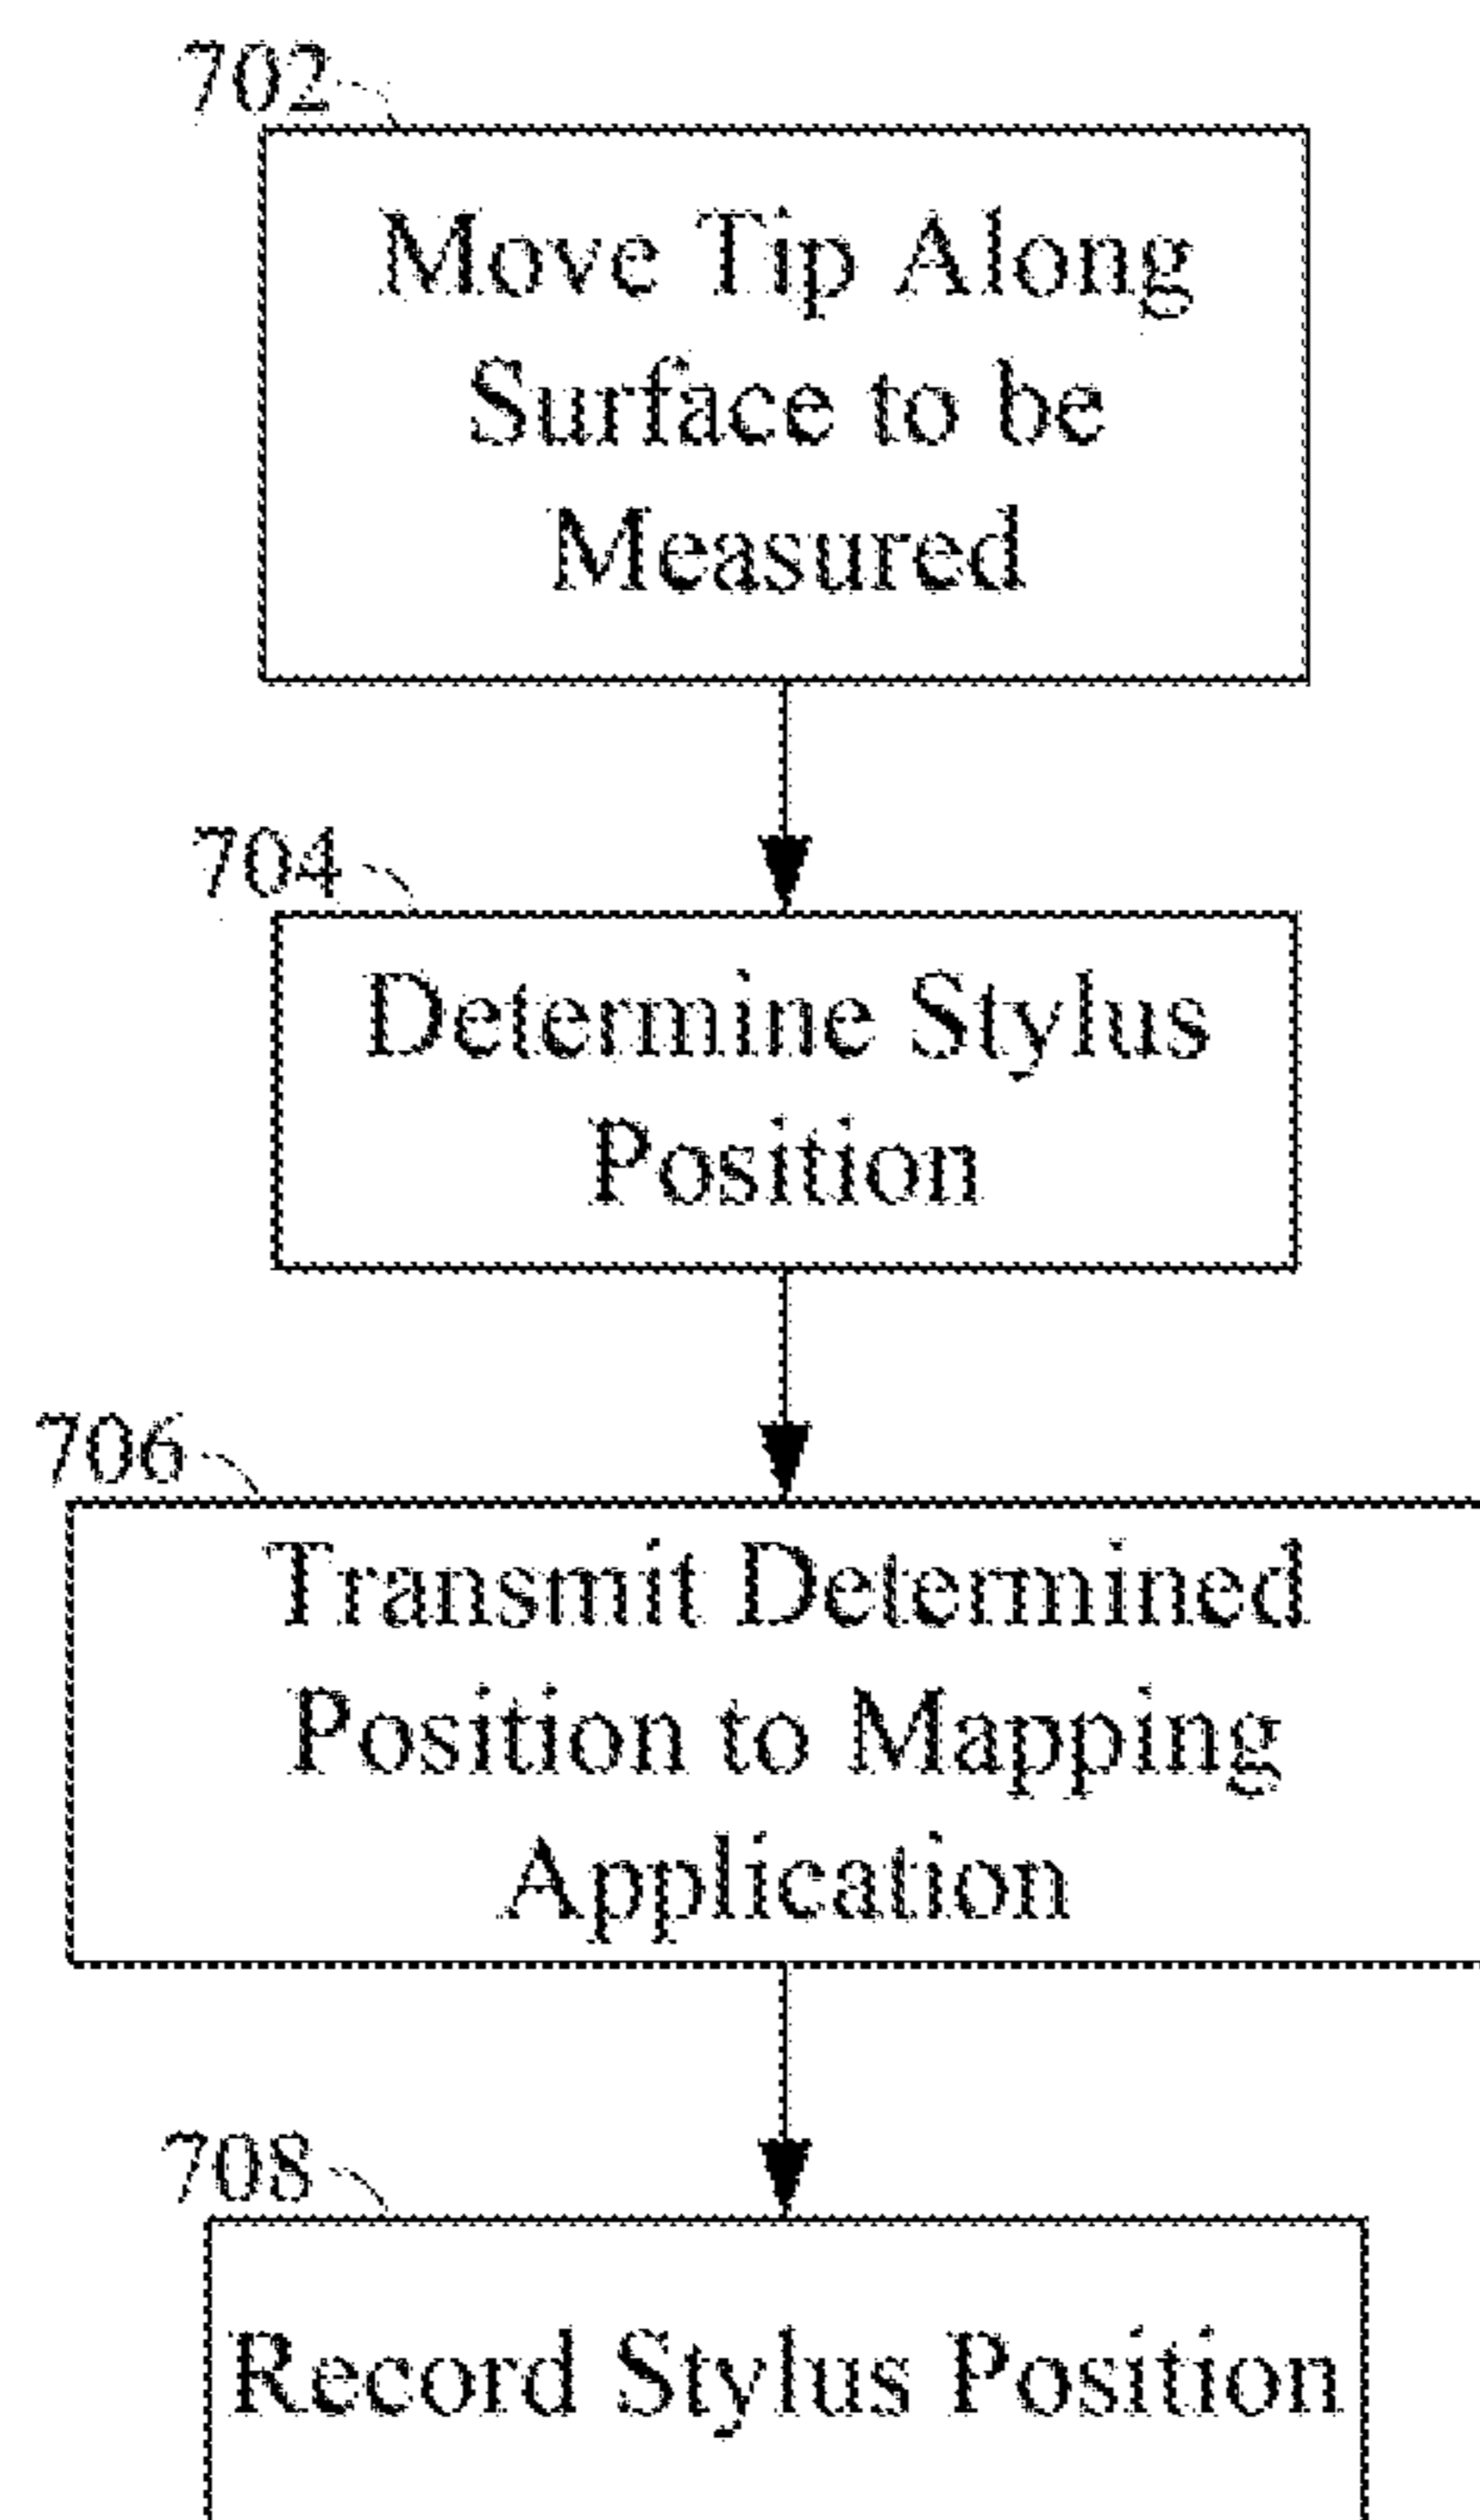 702
Move Tip Along
Surface to be
Measured
704
Determine Stylus
Position
706
Transmit Determined
Position to Mapping
Application
708
Record Stylus Position